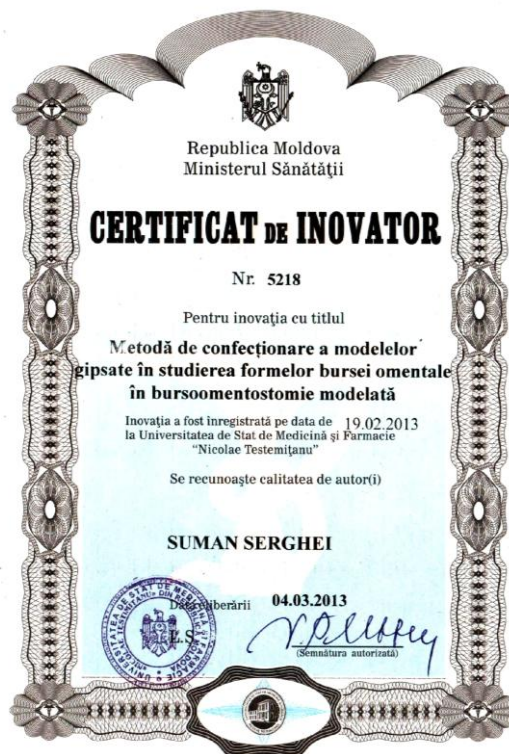 Republica Moldova
Ministerul Sănătăţii
CERTIFICAT DE INOVATOR
Nr. 5218
Pentru inovaţia cu titlul
Metodă de confecționare a modelelor
gipsate în studierea formelor bursei omentale
în bursoomentostomie modelată
Inovaţia a fost înregistrată pe data de 19.02.2013
la Universitatea de Stat de Medicină şi Farmacie
“Nicolae Testemiţanu”
Se recunoaşte calitatea de autor(i)
SUMAN SERGHEI
Data eliberării 04.03.2013
L.S.
(Semnătura autorizată)